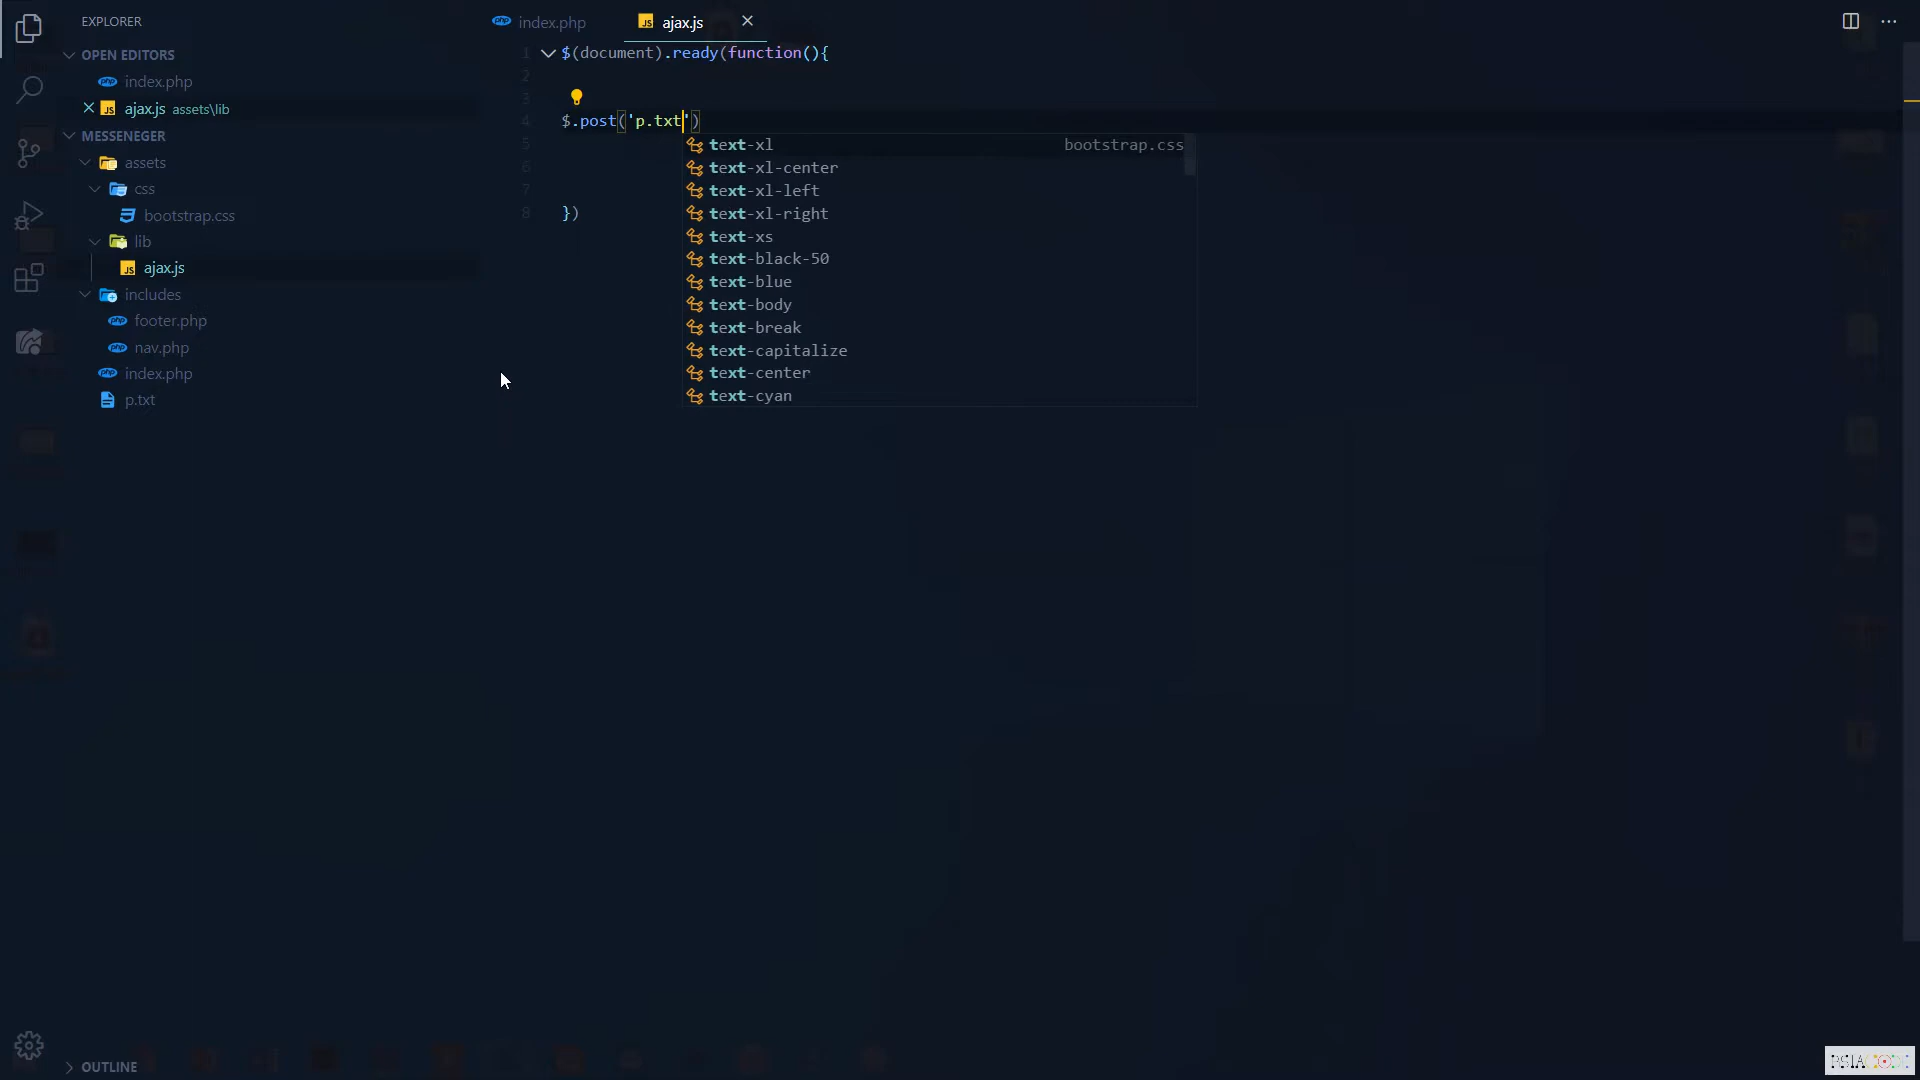 EXPLORER
OPEN EDITORS
index.php
ajax.js assets\lib
MESSENEGER
assets
css
bootstrap.css
lib
ajax.js
includes
footer.php
nav.php
index.php
p.txt
OUTLINE
index.php
ajax.js
1 $(document).ready(function(){
2
3
4 $.post('p.txt')
5
6
7
8 })
text-xl bootstrap.css
text-xl-center
text-xl-left
text-xl-right
text-xs
text-black-50
text-blue
text-body
text-break
text-capitalize
text-center
text-cyan